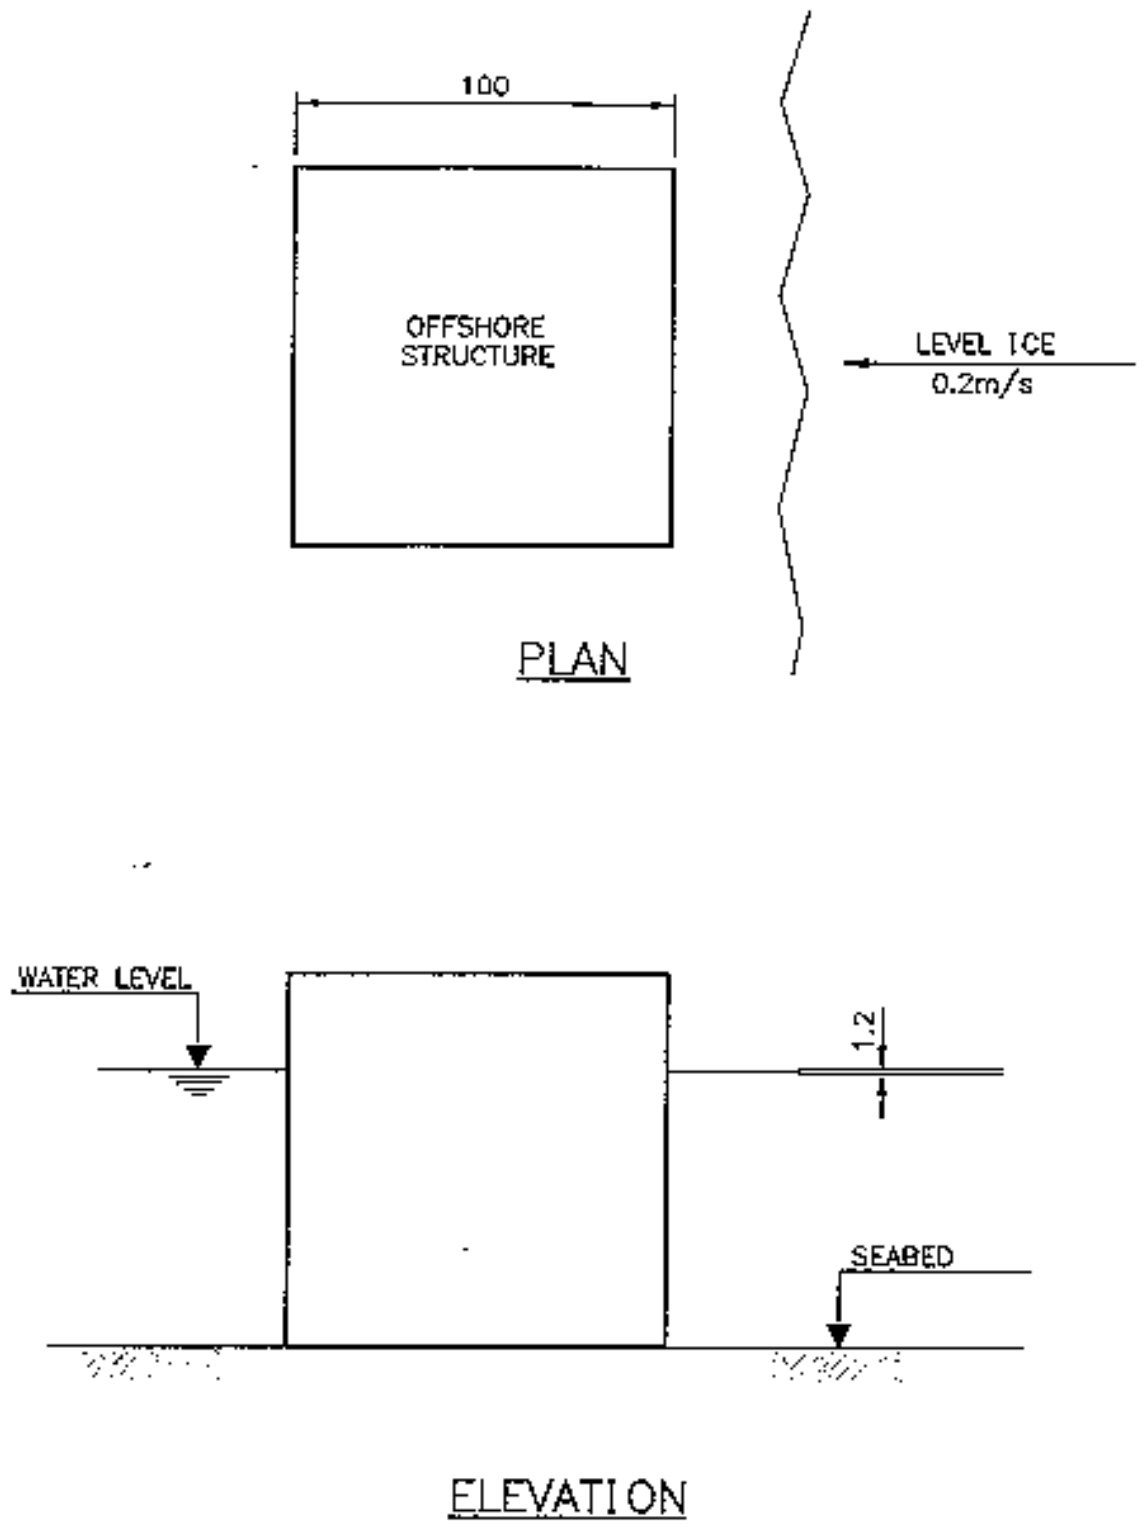 100
OFFSHORE
STRUCTURE
LEVEL ICE
0.2m/s
PLAN
WATER LEVEL
1.2
SEABED
ELEVATION